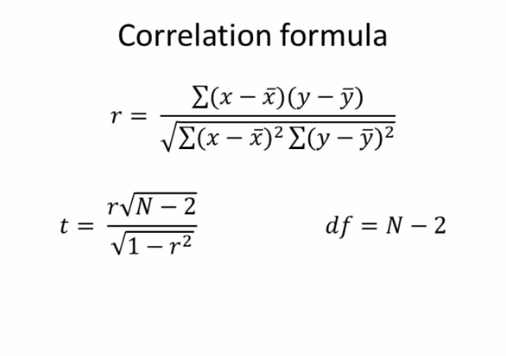 Correlation formula
r = ∑(x − x̄)(y − ȳ) / √∑(x − x̄)² ∑(y − ȳ)²
t = r√N − 2 / √1 − r²
df = N − 2